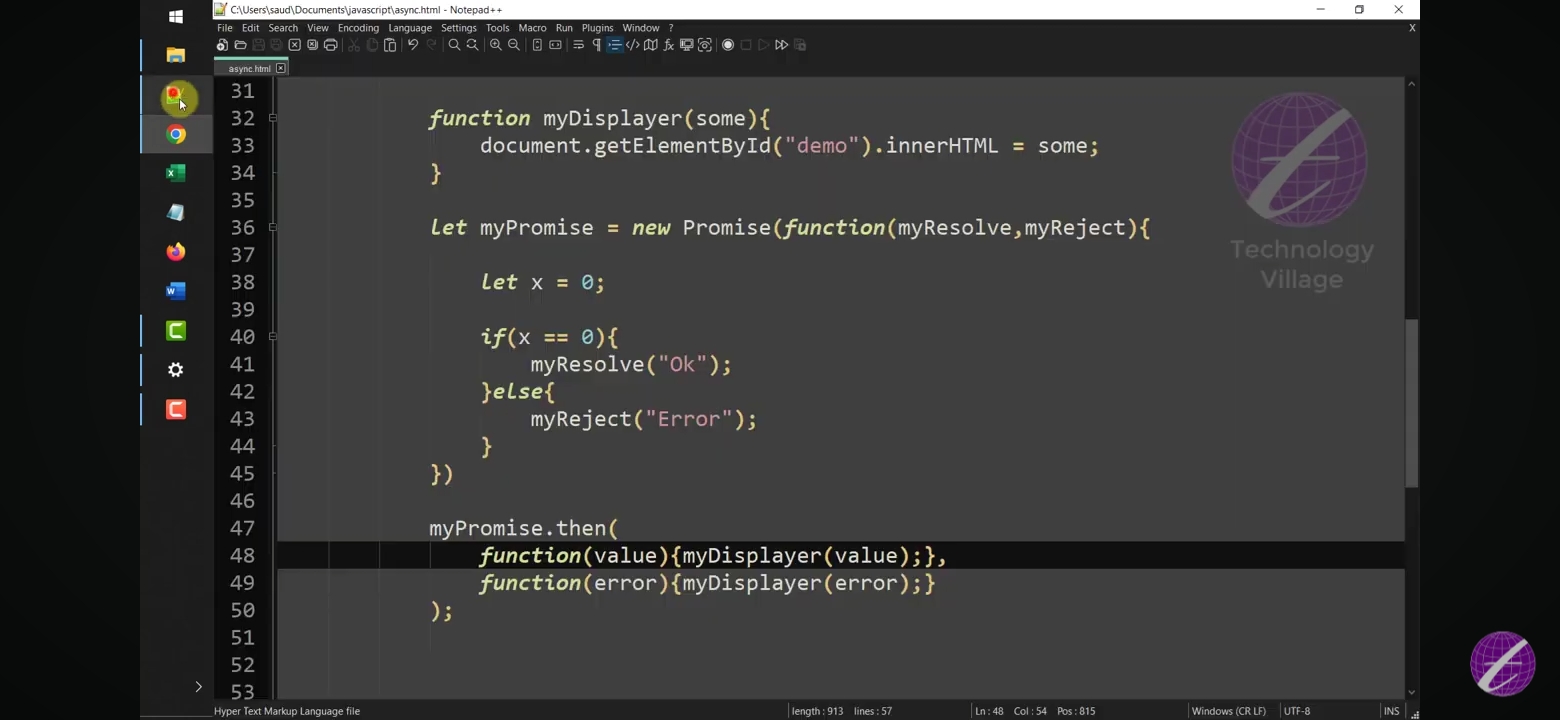 C:\Users\saud\Documents\javascript\async.html - Notepad++
File Edit Search View Encoding Language Settings Tools Macro Run Plugins Window ? X
async.html
31
32 function myDisplayer(some){
33 document.getElementById("demo").innerHTML = some;
34 }
35
36 let myPromise = new Promise(function(myResolve,myReject){
37
38 let x = 0;
39
40 if(x == 0){
41 myResolve("Ok");
42 }else{
43 myReject("Error");
44 }
45 })
46
47 myPromise.then(
48 function(value){myDisplayer(value);},
49 function(error){myDisplayer(error);}
50 );
51
52
53
Technology
Village
Hyper Text Markup Language file length : 913 lines : 57 Ln : 48 Col : 54 Pos : 815 Windows (CR LF) UTF-8 INS